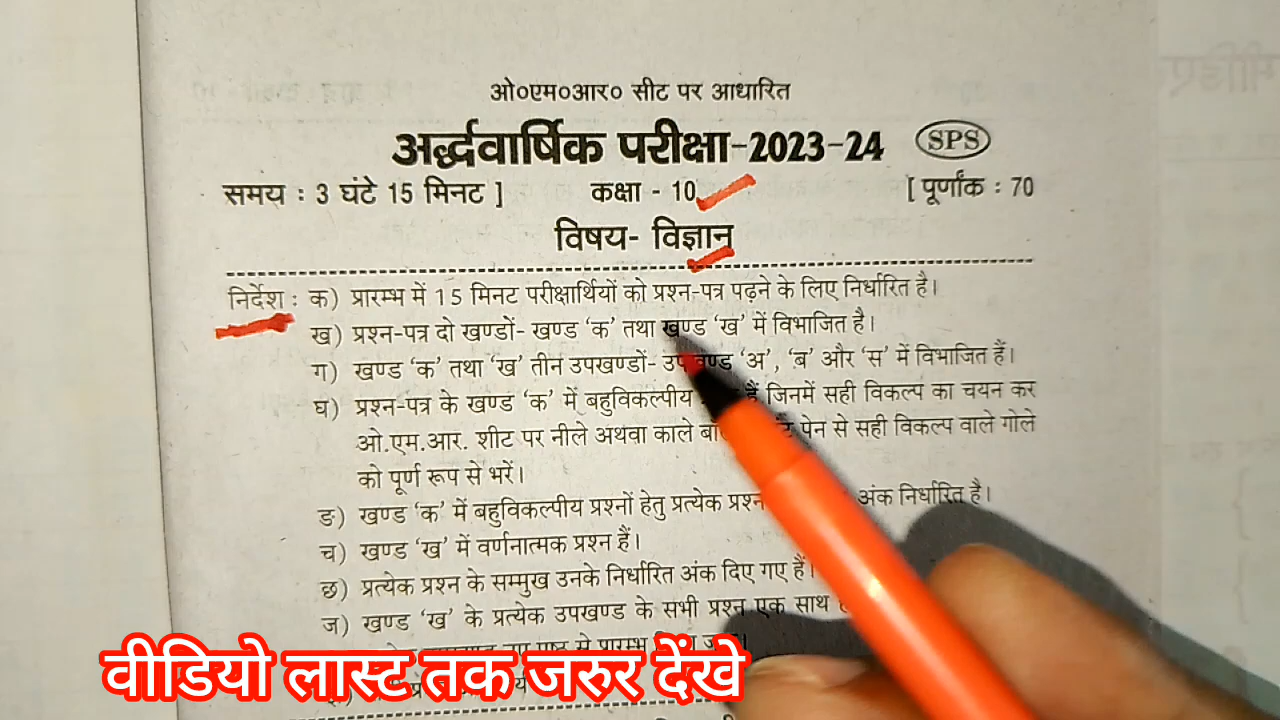 ओ०एम०आर० सीट पर आधारित
अर्द्धवार्षिक परीक्षा-2023-24 SPS
समय : 3 घंटे 15 मिनट ] कक्षा - 10 [ पूर्णांक : 70
विषय- विज्ञान
निर्देश : क) प्रारम्भ में 15 मिनट परीक्षार्थियों को प्रश्न-पत्र पढ़ने के लिए निर्धारित है।
ख) प्रश्न-पत्र दो खण्डों- खण्ड ‘क’ तथा खण्ड ‘ख’ में विभाजित है।
ग) खण्ड ‘क’ तथा ‘ख’ तीन उपखण्डों- उपखण्ड ‘अ’, ‘ब’ और ‘स’ में विभाजित हैं।
घ) प्रश्न-पत्र के खण्ड ‘क’ में बहुविकल्पीय हैं जिनमें सही विकल्प का चयन कर
ओ.एम.आर. शीट पर नीले अथवा काले पेन से सही विकल्प वाले गोले
को पूर्ण रूप से भरें।
ङ) खण्ड ‘क’ में बहुविकल्पीय प्रश्नों हेतु प्रत्येक प्रश्न अंक निर्धारित है।
च) खण्ड ‘ख’ में वर्णनात्मक प्रश्न हैं।
छ) प्रत्येक प्रश्न के सम्मुख उनके निर्धारित अंक दिए गए हैं।
ज) खण्ड ‘ख’ के प्रत्येक उपखण्ड के सभी प्रश्न एक साथ
वीडियो लास्ट तक जरुर देंखे